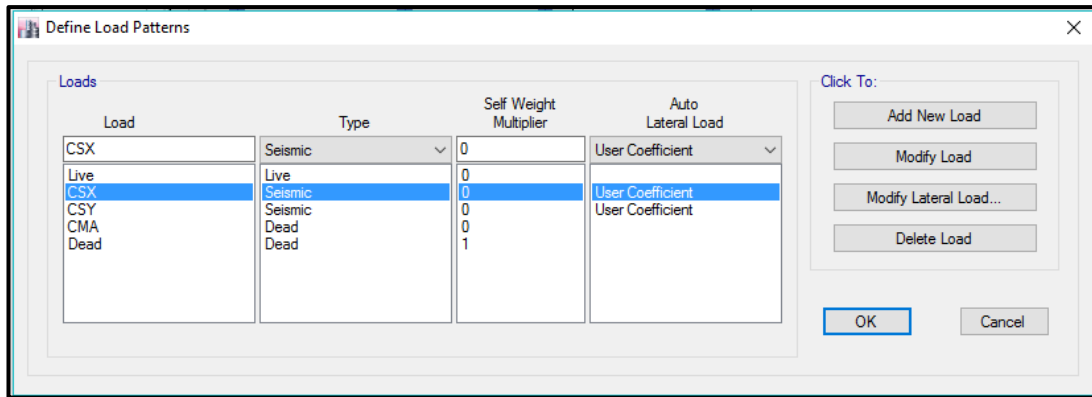 Define Load Patterns
Loads
Click To:
Load Type Self Weight Multiplier Auto Lateral Load
CSX Seismic 0 User Coefficient
Live Live 0
CSX Seismic 0 User Coefficient
CSY Seismic 0 User Coefficient
CMA Dead 0
Dead Dead 1
Add New Load
Modify Load
Modify Lateral Load...
Delete Load
OK Cancel